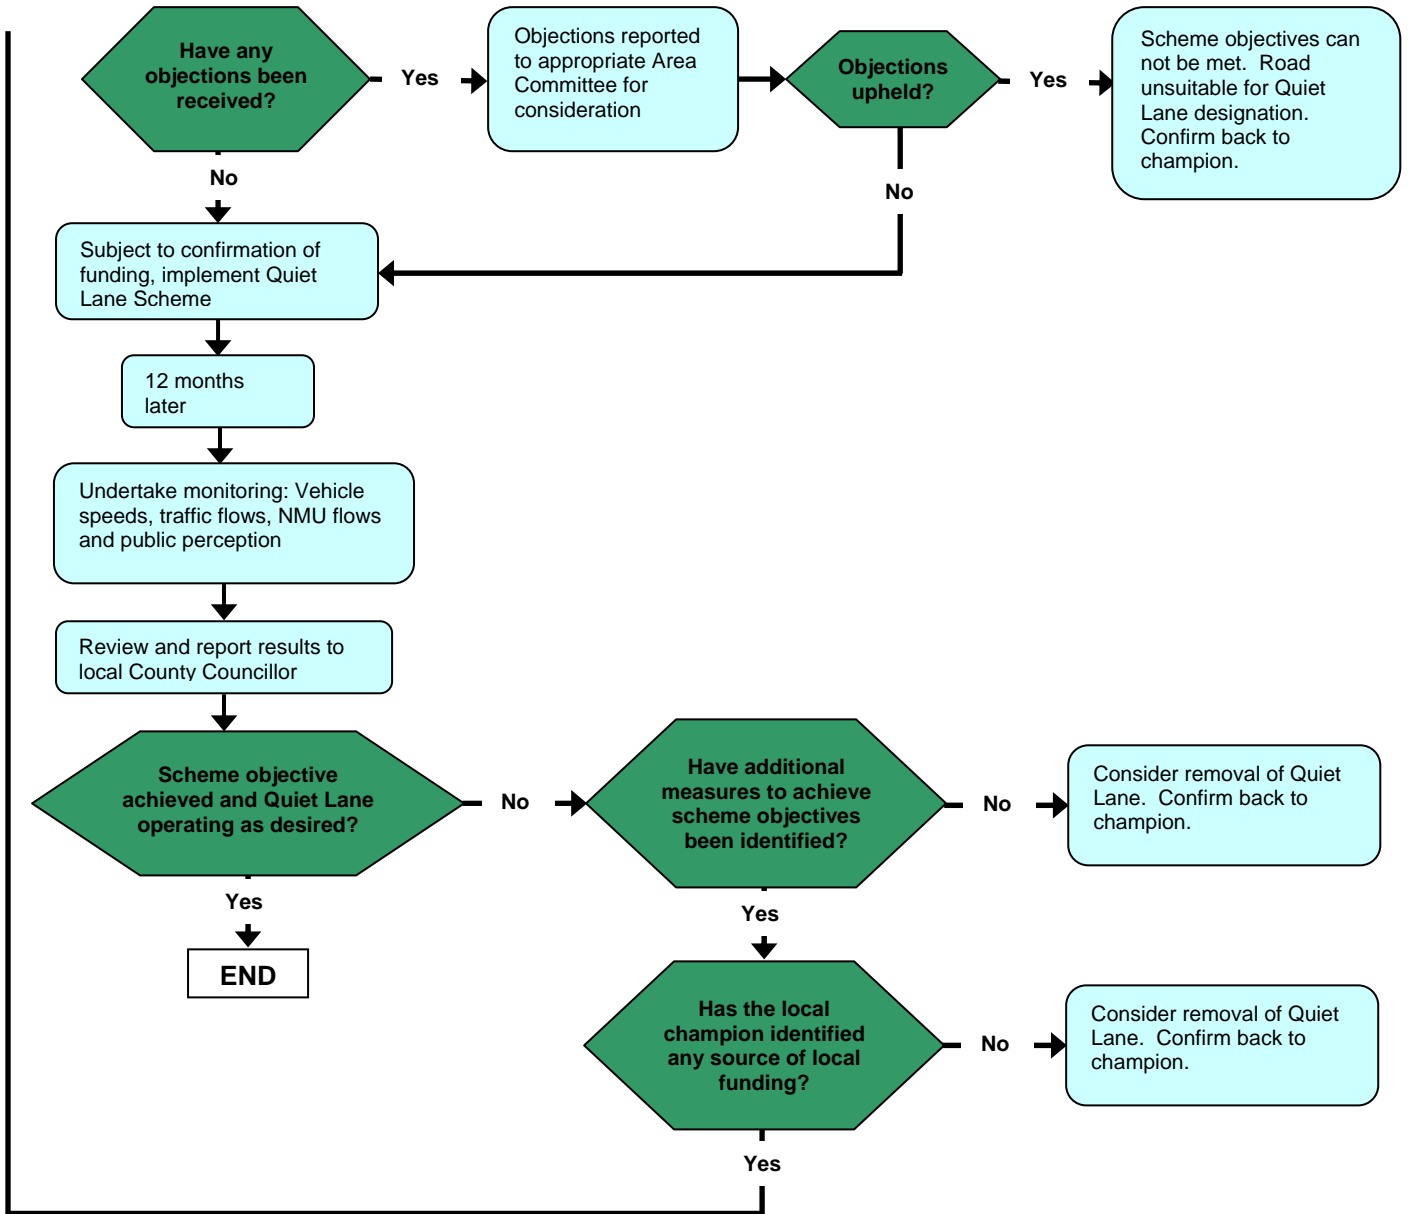 Have any
objections been
received?
Yes
Objections reported
to appropriate Area
Committee for
consideration
Objections
upheld?
Yes
Scheme objectives can
not be met. Road
unsuitable for Quiet
Lane designation.
Confirm back to
champion.
No
No
Subject to confirmation of
funding, implement Quiet
Lane Scheme
12 months
later
Undertake monitoring: Vehicle
speeds, traffic flows, NMU flows
and public perception
Review and report results to
local County Councillor
Scheme objective
achieved and Quiet Lane
operating as desired?
No
Have additional
measures to achieve
scheme objectives
been identified?
No
Consider removal of Quiet
Lane. Confirm back to
champion.
Yes
END
Yes
Has the local
champion identified
any source of local
funding?
No
Consider removal of Quiet
Lane. Confirm back to
champion.
Yes